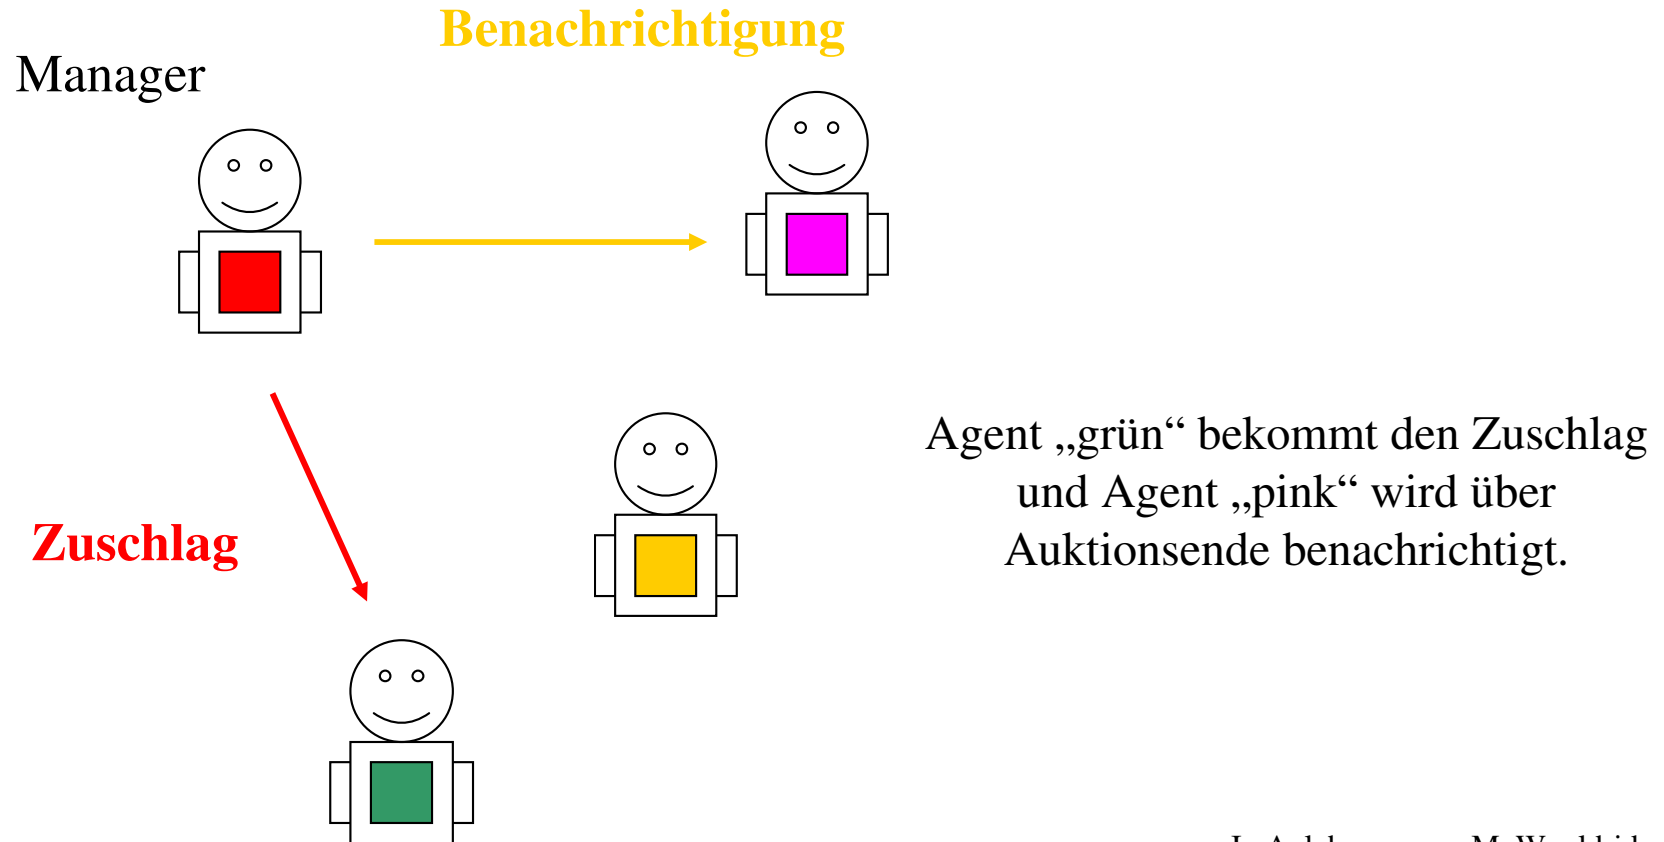 Benachrichtigung
Manager
Agent „grün“ bekommt den Zuschlag
und Agent „pink“ wird über
Auktionsende benachrichtigt.
Zuschlag